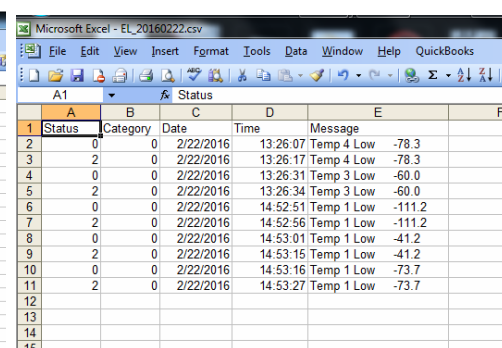 Microsoft Excel - EL_20160222.csv
File Edit View Insert Format Tools Data Window Help QuickBooks
A1 fx Status
A B C D E F
1 Status Category Date Time Message
2 0 0 2/22/2016 13:26:07 Temp 4 Low -78.3
3 2 0 2/22/2016 13:26:17 Temp 4 Low -78.3
4 0 0 2/22/2016 13:26:31 Temp 3 Low -60.0
5 2 0 2/22/2016 13:26:34 Temp 3 Low -60.0
6 0 0 2/22/2016 14:52:51 Temp 1 Low -111.2
7 2 0 2/22/2016 14:52:56 Temp 1 Low -111.2
8 0 0 2/22/2016 14:53:01 Temp 1 Low -41.2
9 2 0 2/22/2016 14:53:15 Temp 1 Low -41.2
10 0 0 2/22/2016 14:53:16 Temp 1 Low -73.7
11 2 0 2/22/2016 14:53:27 Temp 1 Low -73.7
12
13
14
15